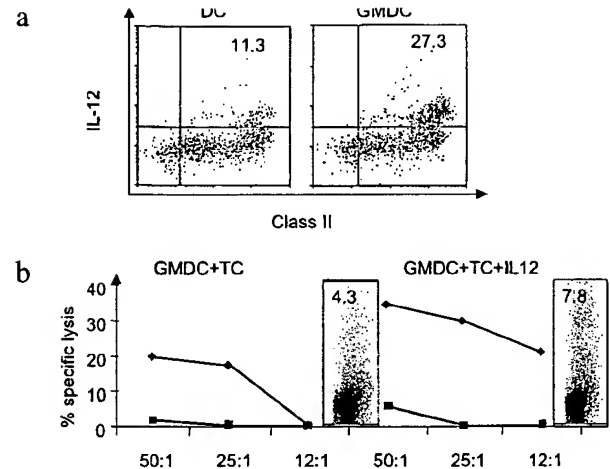 a
DC GMDC
11.3 27.3
IL-12
Class II
b
GMDC+TC GMDC+TC+IL12
4.3 7.8
% specific lysis
40
30
20
10
0
50:1 25:1 12:1 50:1 25:1 12:1